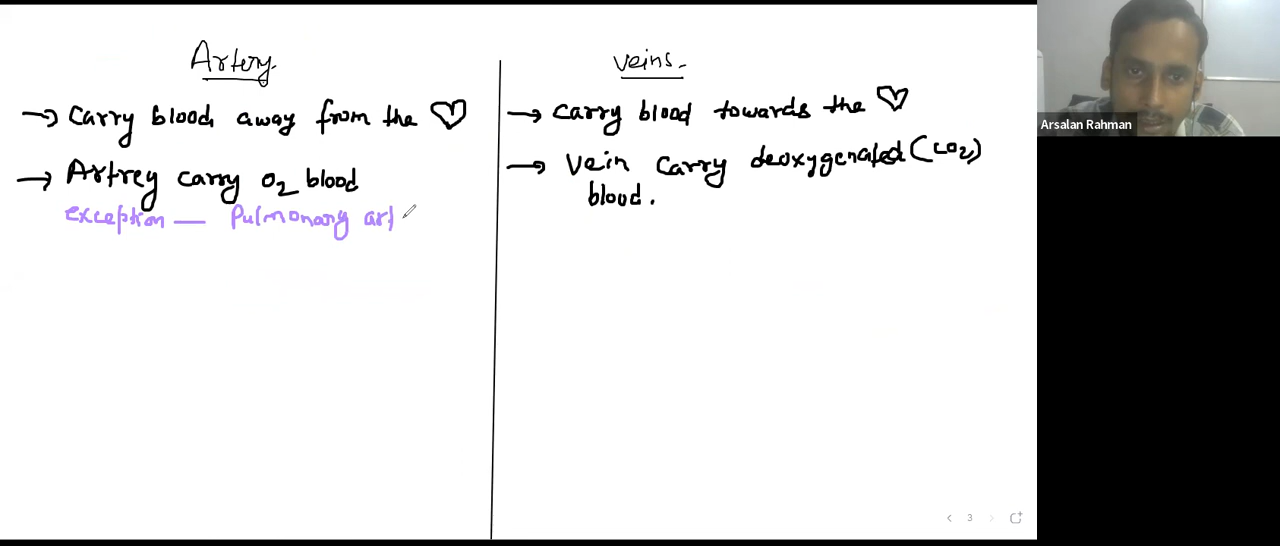 Artery.
→ Carry blood away from the ♡
→ Artrey carry O₂ blood
exception — Pulmonary art
Veins.
→ Carry blood towards the ♡
→ Vein carry deoxygenated (CO₂)
blood.
Arsalan Rahman
3